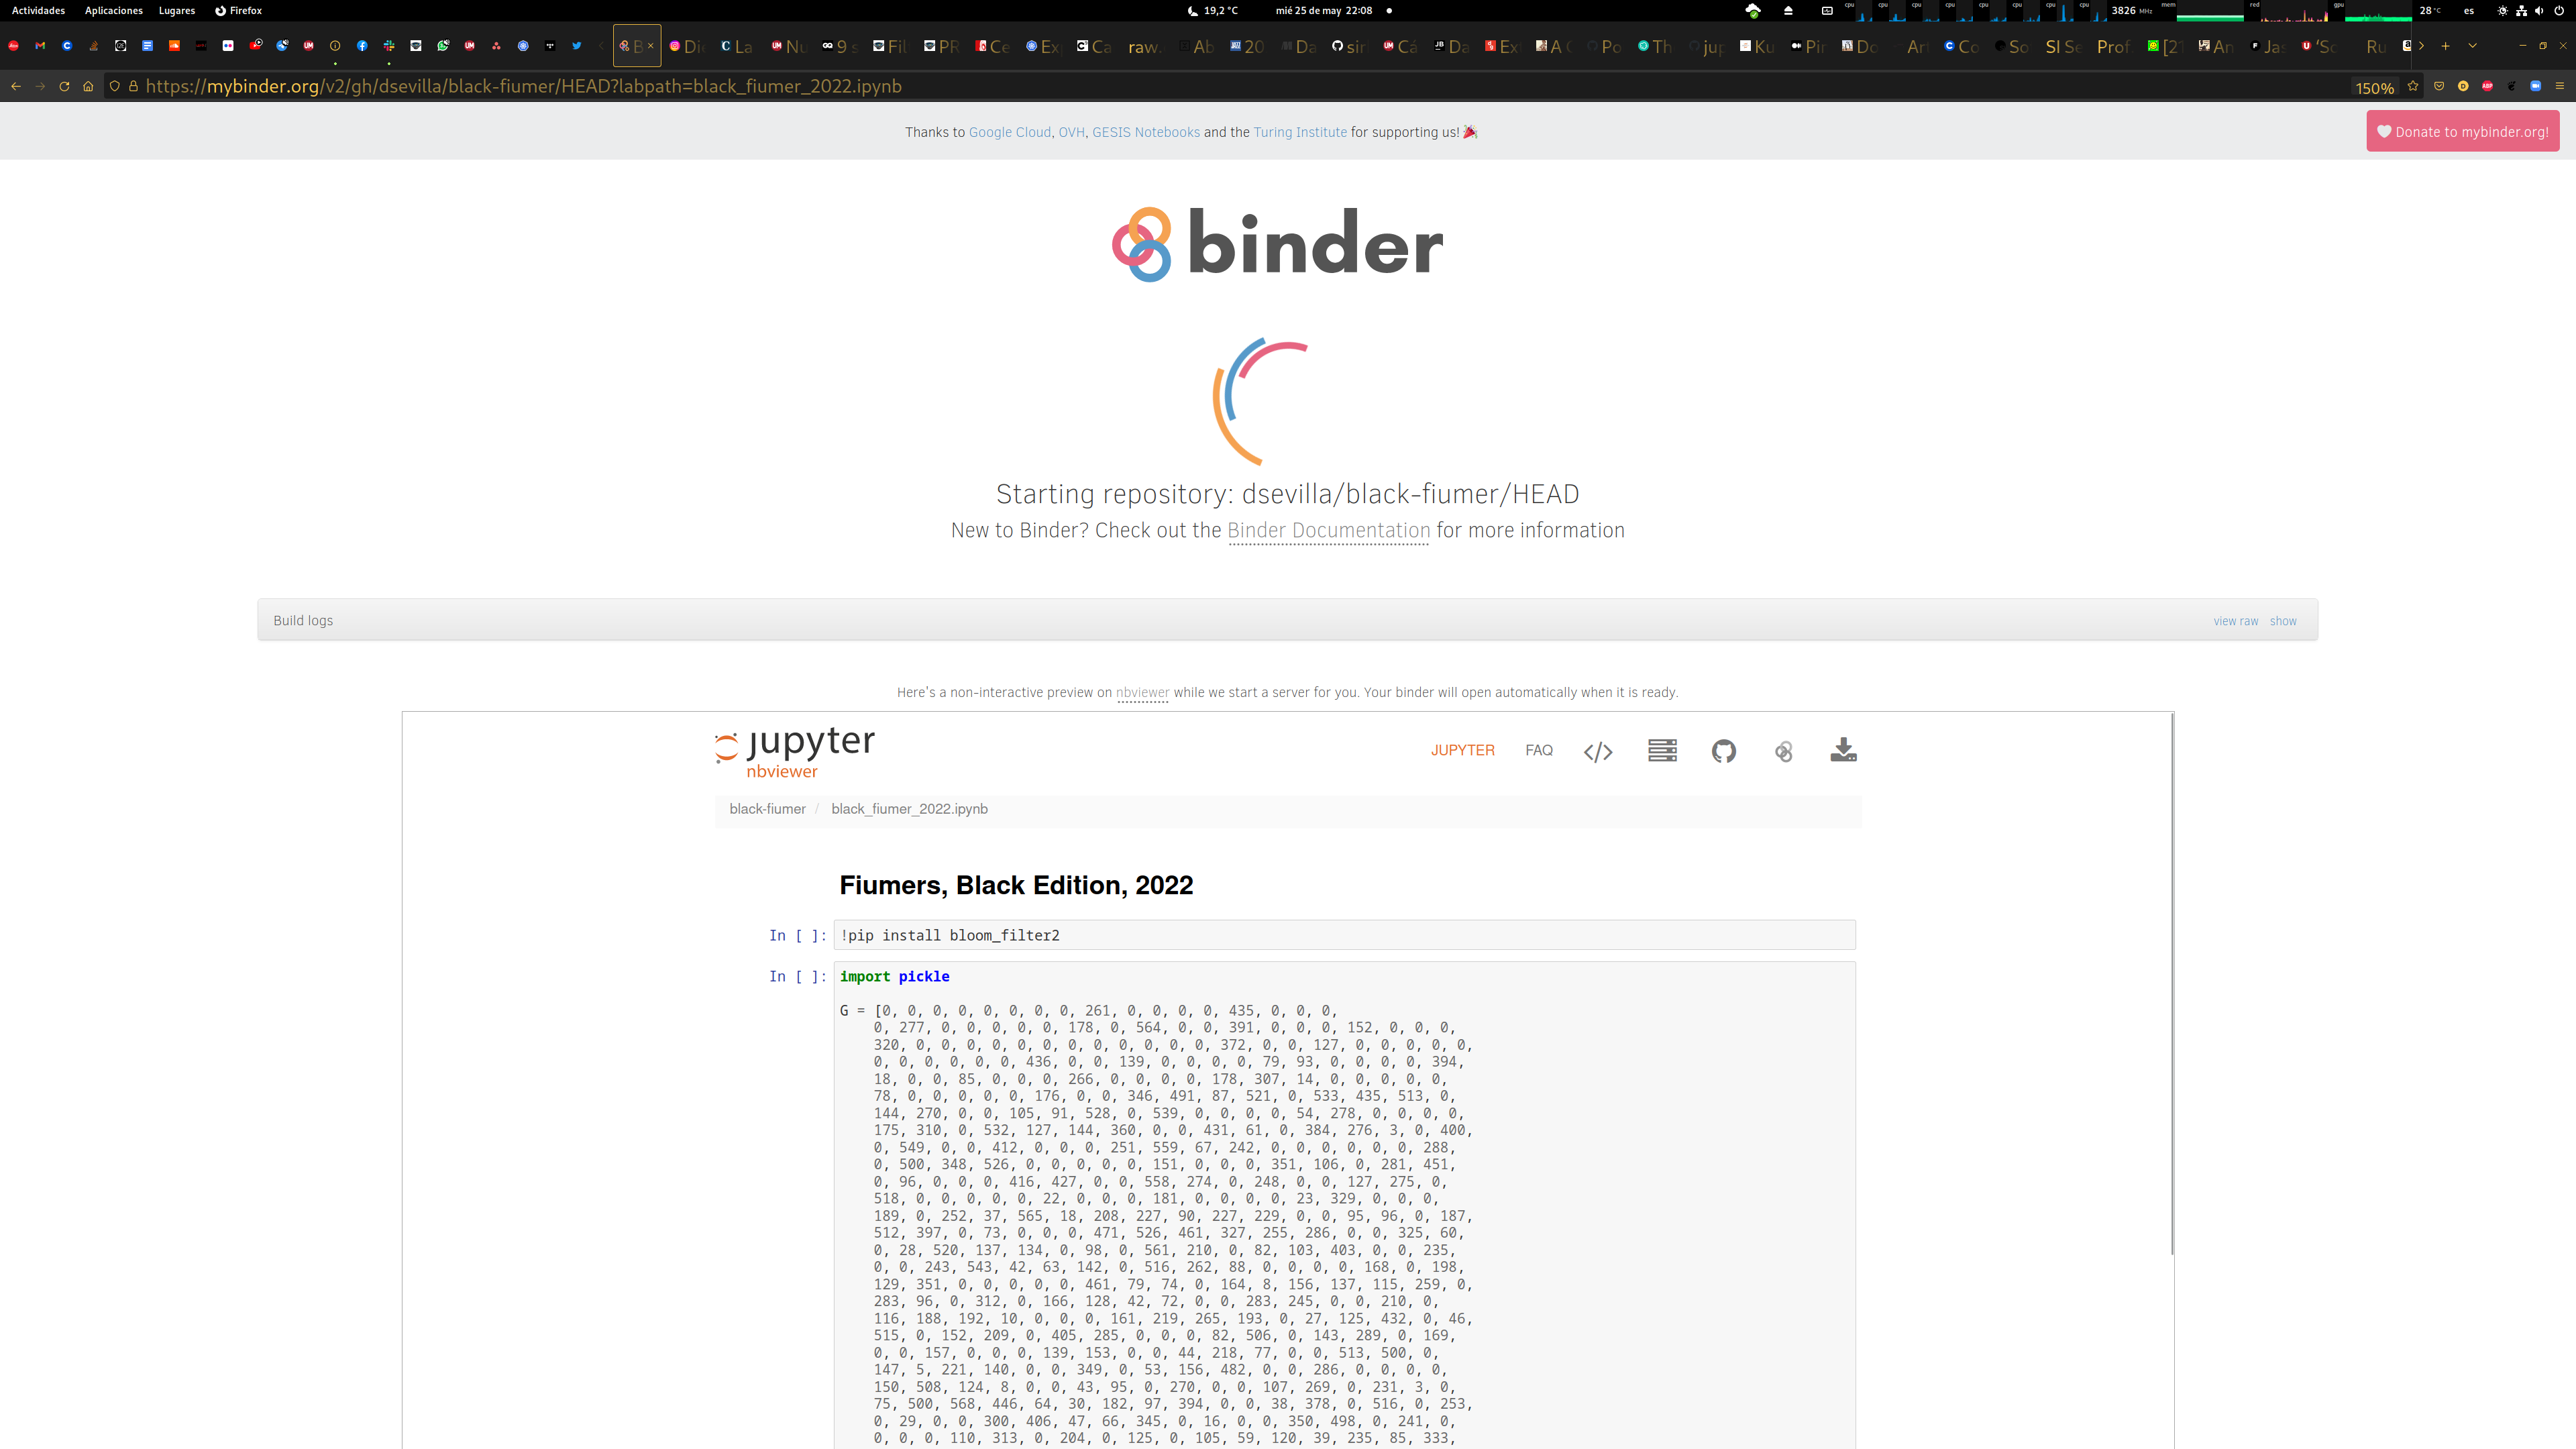 Actividades Aplicaciones Lugares Firefox 19,2 °C mié 25 de may 22:08 cpu cpu cpu cpu cpu cpu cpu cpu 3826 MHz mem red gpu 28 °C es
La 9 s Fil PR Ce Ex Ca raw. Ab 20 Da sir Cá Da Ext A C Po Th jup Ku Pir Do Art Co So SI Se Prof. [2 An Jas 'Sc Ru
https://mybinder.org/v2/gh/dsevilla/black-fiumer/HEAD?labpath=black_fiumer_2022.ipynb 150%
Thanks to Google Cloud, OVH, GESIS Notebooks and the Turing Institute for supporting us! Donate to mybinder.org!
binder
Starting repository: dsevilla/black-fiumer/HEAD
New to Binder? Check out the Binder Documentation for more information
Build logs view raw show
Here's a non-interactive preview on nbviewer while we start a server for you. Your binder will open automatically when it is ready.
jupyter
nbviewer
JUPYTER FAQ
black-fiumer / black_fiumer_2022.ipynb
Fiumers, Black Edition, 2022
In [ ]: !pip install bloom_filter2
In [ ]: import pickle
G = [0, 0, 0, 0, 0, 0, 0, 0, 261, 0, 0, 0, 0, 435, 0, 0, 0,
0, 277, 0, 0, 0, 0, 0, 178, 0, 564, 0, 0, 391, 0, 0, 0, 152, 0, 0, 0,
320, 0, 0, 0, 0, 0, 0, 0, 0, 0, 0, 0, 0, 372, 0, 0, 127, 0, 0, 0, 0, 0,
0, 0, 0, 0, 0, 0, 436, 0, 0, 139, 0, 0, 0, 0, 79, 93, 0, 0, 0, 0, 394,
18, 0, 0, 85, 0, 0, 0, 266, 0, 0, 0, 0, 178, 307, 14, 0, 0, 0, 0, 0,
78, 0, 0, 0, 0, 0, 176, 0, 0, 346, 491, 87, 521, 0, 533, 435, 513, 0,
144, 270, 0, 0, 105, 91, 528, 0, 539, 0, 0, 0, 0, 54, 278, 0, 0, 0, 0,
175, 310, 0, 532, 127, 144, 360, 0, 0, 431, 61, 0, 384, 276, 3, 0, 400,
0, 549, 0, 0, 412, 0, 0, 0, 251, 559, 67, 242, 0, 0, 0, 0, 0, 0, 288,
0, 500, 348, 526, 0, 0, 0, 0, 0, 151, 0, 0, 0, 351, 106, 0, 281, 451,
0, 96, 0, 0, 0, 416, 427, 0, 0, 558, 274, 0, 248, 0, 0, 127, 275, 0,
518, 0, 0, 0, 0, 0, 22, 0, 0, 0, 181, 0, 0, 0, 0, 23, 329, 0, 0, 0,
189, 0, 252, 37, 565, 18, 208, 227, 90, 227, 229, 0, 0, 95, 96, 0, 187,
512, 397, 0, 73, 0, 0, 0, 471, 526, 461, 327, 255, 286, 0, 0, 325, 60,
0, 28, 520, 137, 134, 0, 98, 0, 561, 210, 0, 82, 103, 403, 0, 0, 235,
0, 0, 243, 543, 42, 63, 142, 0, 516, 262, 88, 0, 0, 0, 0, 168, 0, 198,
129, 351, 0, 0, 0, 0, 0, 461, 79, 74, 0, 164, 8, 156, 137, 115, 259, 0,
283, 96, 0, 312, 0, 166, 128, 42, 72, 0, 0, 283, 245, 0, 0, 210, 0,
116, 188, 192, 10, 0, 0, 0, 161, 219, 265, 193, 0, 27, 125, 432, 0, 46,
515, 0, 152, 209, 0, 405, 285, 0, 0, 0, 82, 506, 0, 143, 289, 0, 169,
0, 0, 157, 0, 0, 0, 139, 153, 0, 0, 44, 218, 77, 0, 0, 513, 500, 0,
147, 5, 221, 140, 0, 0, 349, 0, 53, 156, 482, 0, 0, 286, 0, 0, 0, 0,
150, 508, 124, 8, 0, 0, 43, 95, 0, 270, 0, 0, 107, 269, 0, 231, 3, 0,
75, 500, 568, 446, 64, 30, 182, 97, 394, 0, 0, 38, 378, 0, 516, 0, 253,
0, 29, 0, 0, 300, 406, 47, 66, 345, 0, 16, 0, 0, 350, 498, 0, 241, 0,
0, 0, 0, 110, 313, 0, 204, 0, 125, 0, 105, 59, 120, 39, 235, 85, 333,